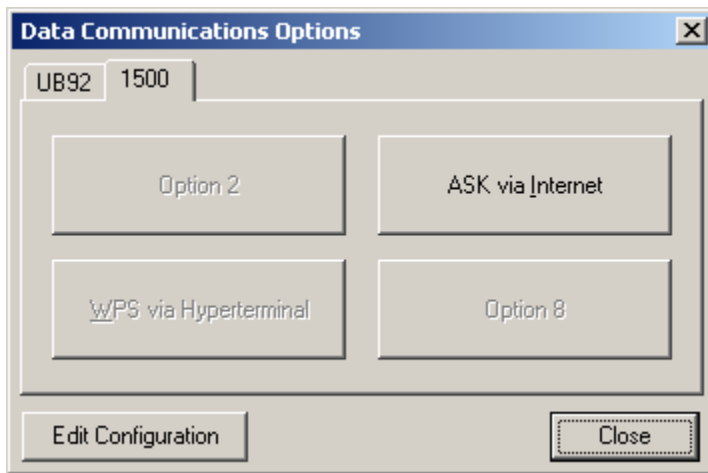 Data Communications Options
UB92 1500
Option 2 ASK via Internet
WPS via Hyperterminal Option 8
Edit Configuration Close